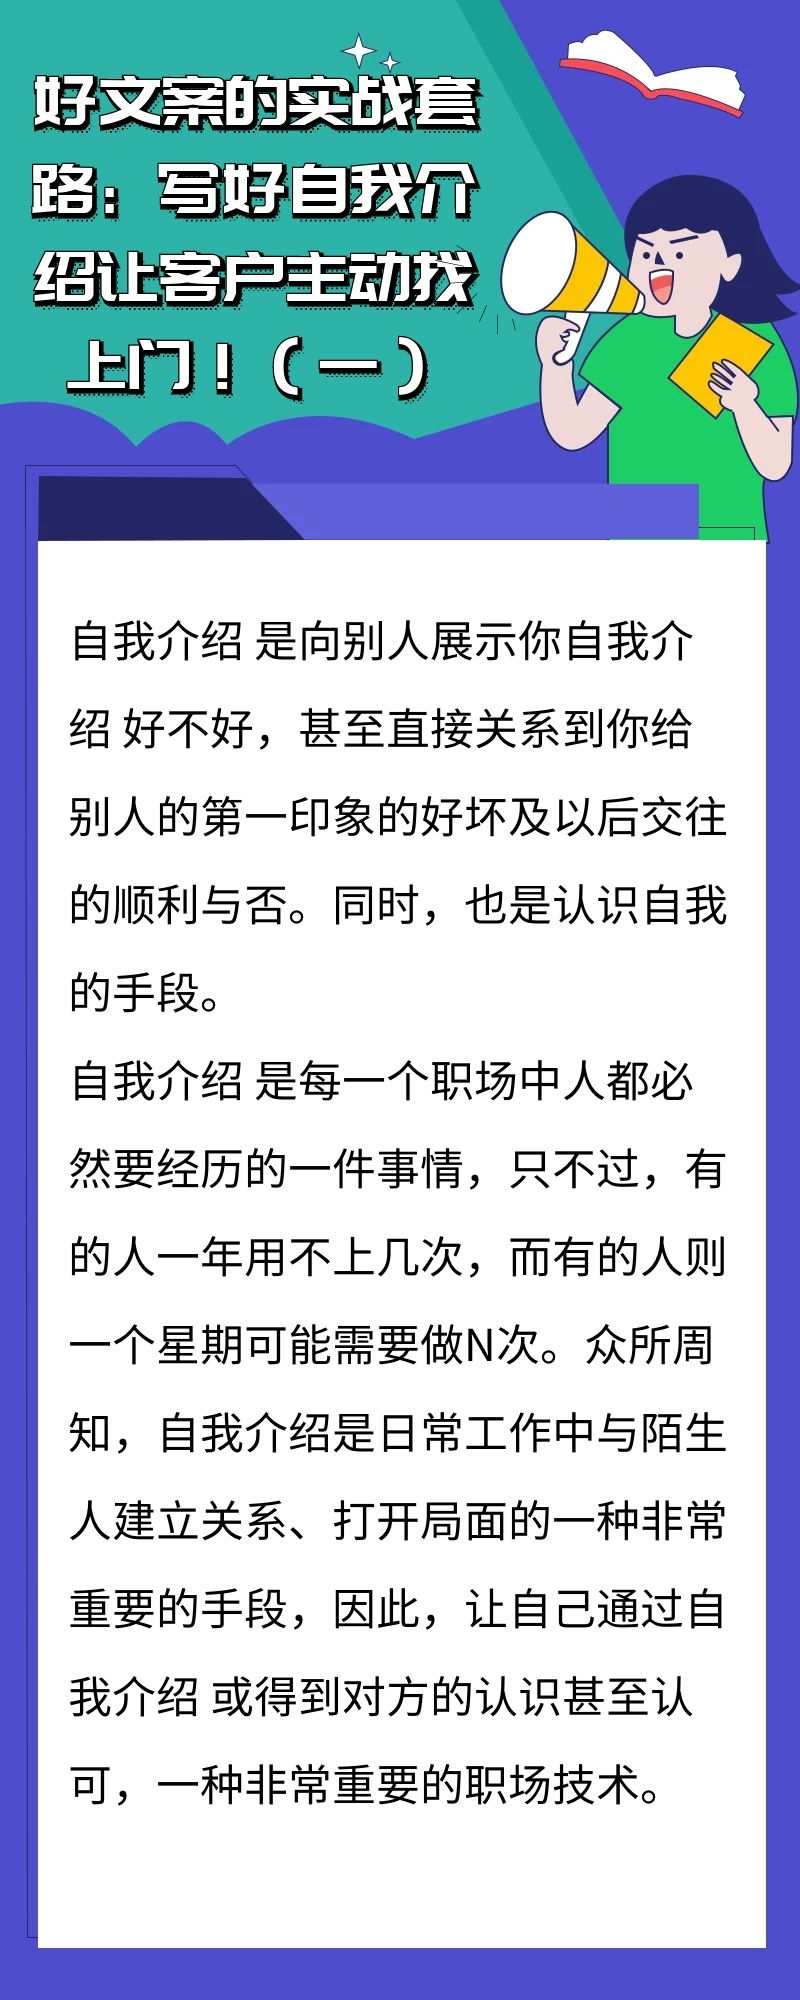 好文案的实战套
路：写好自我介
绍让客户主动找
上门！（一）
自我介绍 是向别人展示你自我介
绍 好不好，甚至直接关系到你给
别人的第一印象的好坏及以后交往
的顺利与否。同时，也是认识自我
的手段。
自我介绍 是每一个职场中人都必
然要经历的一件事情，只不过，有
的人一年用不上几次，而有的人则
一个星期可能需要做N次。众所周
知，自我介绍是日常工作中与陌生
人建立关系、打开局面的一种非常
重要的手段，因此，让自己通过自
我介绍 或得到对方的认识甚至认
可，一种非常重要的职场技术。